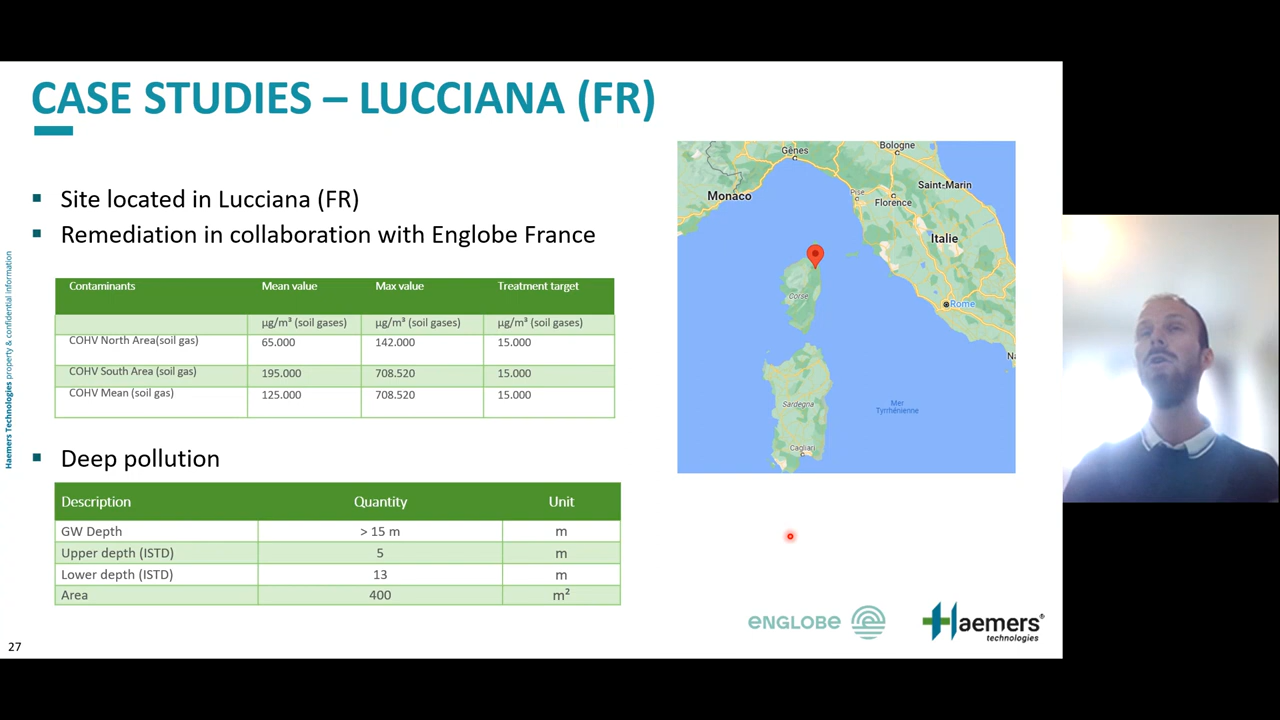 CASE STUDIES – LUCCIANA (FR)
▪ Site located in Lucciana (FR)
▪ Remediation in collaboration with Englobe France
Contaminants Mean value Max value Treatment target
µg/m³ (soil gases) µg/m³ (soil gases) µg/m³ (soil gases)
COHV North Area(soil gas) 65.000 142.000 15.000
COHV South Area (soil gas) 195.000 708.520 15.000
COHV Mean (soil gas) 125.000 708.520 15.000
▪ Deep pollution
Description Quantity Unit
GW Depth > 15 m m
Upper depth (ISTD) 5 m
Lower depth (ISTD) 13 m
Area 400 m²
Gênes
Bologne
Monaco
Pise
Saint-Marin
Florence
Italie
Corse
Rome
Sardegna
Mer
Tyrrhénienne
Cagliari
Haemers Technologies property & confidential information
ENGLOBE
Haemers®
technologies
27